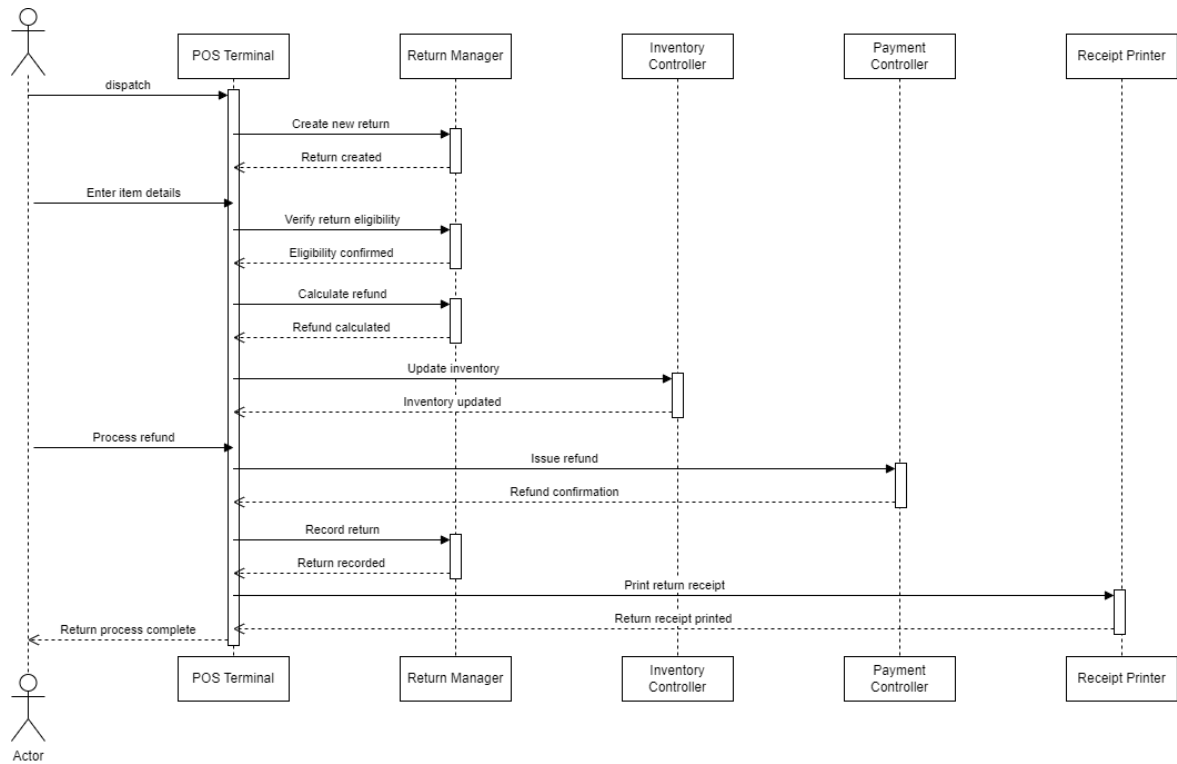 POS Terminal
Return Manager
Inventory
Controller
Payment
Controller
Receipt Printer
dispatch
Create new return
Return created
Enter item details
Verify return eligibility
Eligibility confirmed
Calculate refund
Refund calculated
Update inventory
Inventory updated
Process refund
Issue refund
Refund confirmation
Record return
Return recorded
Print return receipt
Return receipt printed
Return process complete
POS Terminal
Return Manager
Inventory
Controller
Payment
Controller
Receipt Printer
Actor